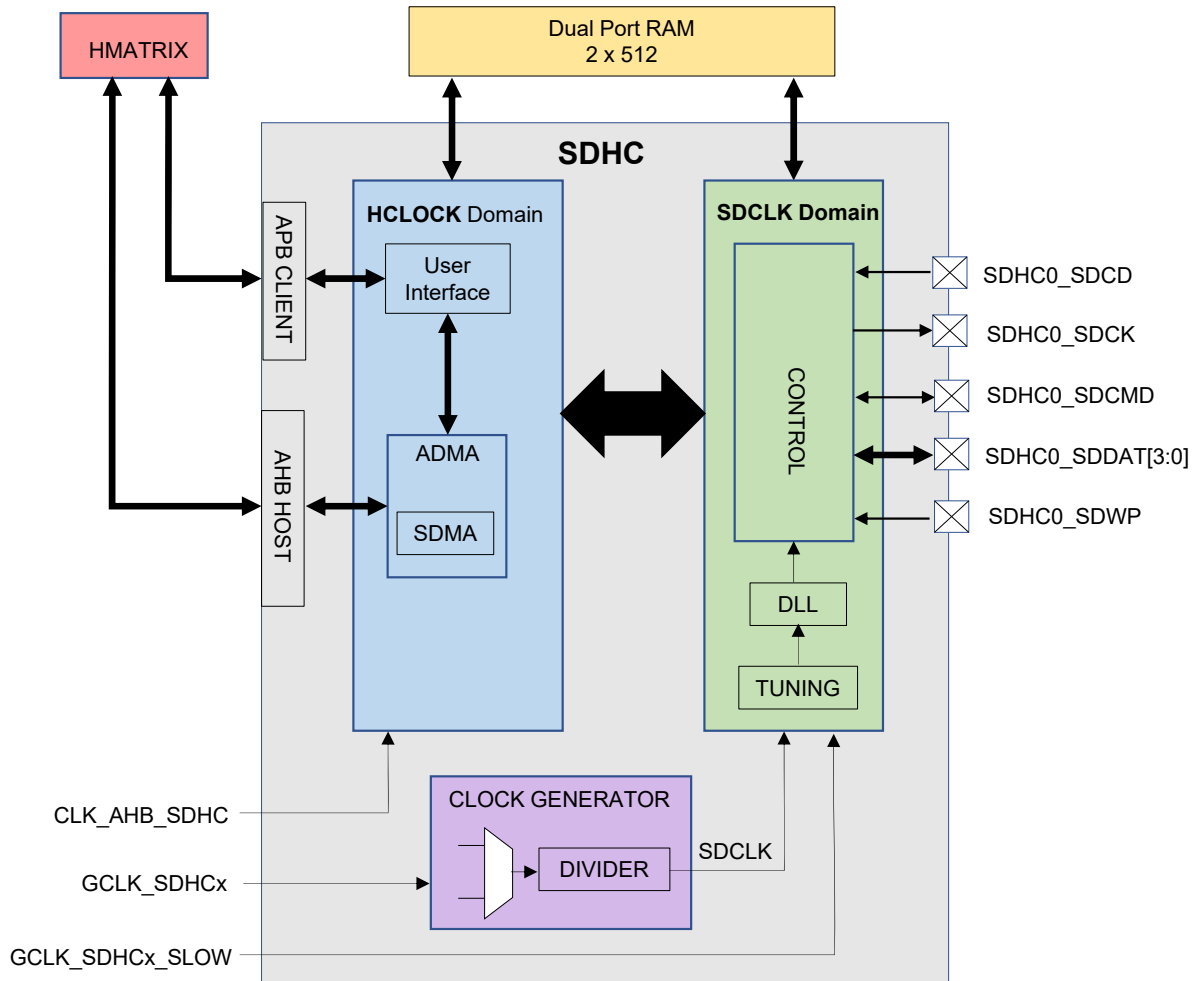 HMATRIX
Dual Port RAM
2 x 512
SDHC
HCLOCK Domain
SDCLK Domain
APB CLIENT
User
Interface
AHB HOST
ADMA
SDMA
CONTROL
DLL
TUNING
SDHC0_SDCD
SDHC0_SDCK
SDHC0_SDCMD
SDHC0_SDDAT[3:0]
SDHC0_SDWP
CLK_AHB_SDHC
GCLK_SDHCx
GCLK_SDHCx_SLOW
CLOCK GENERATOR
DIVIDER
SDCLK